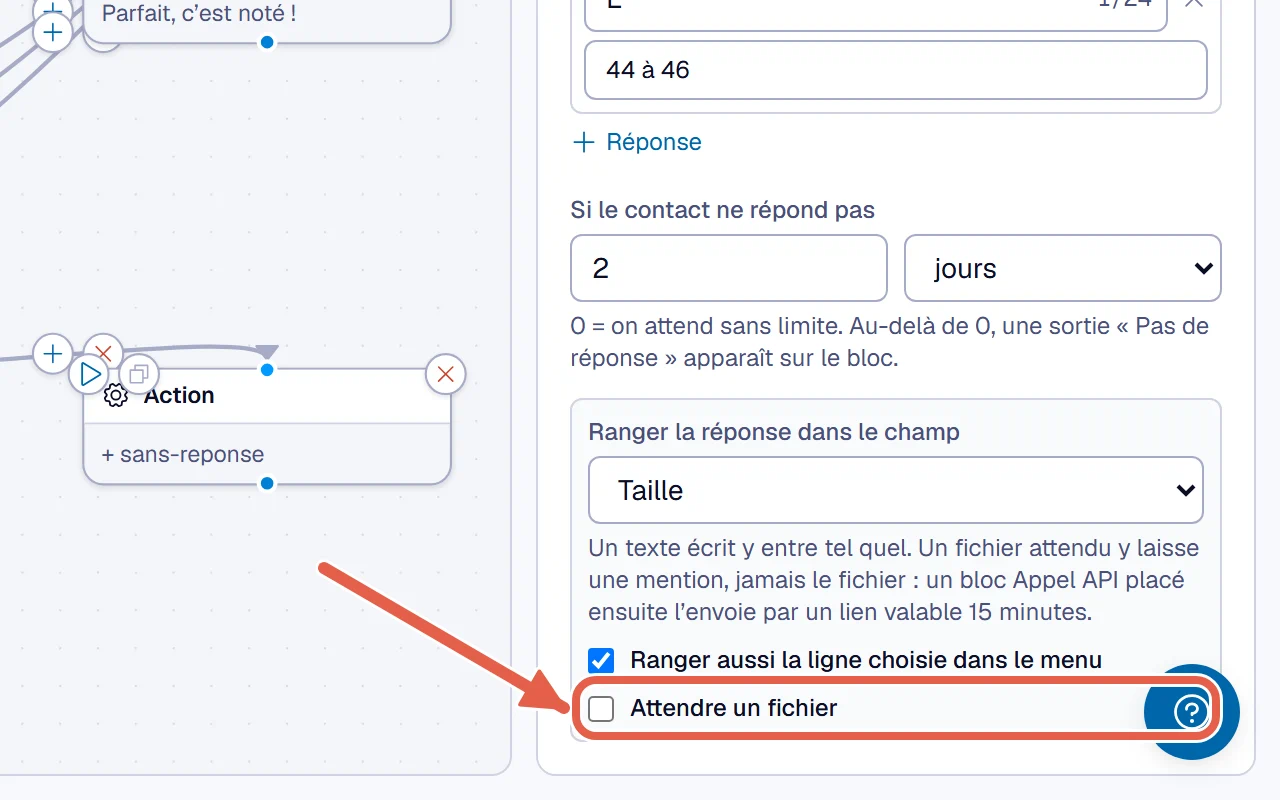 Parfait, c’est noté !
1/24
44 à 46
+ Réponse
Si le contact ne répond pas
2
jours
0 = on attend sans limite. Au-delà de 0, une sortie « Pas de
réponse » apparaît sur le bloc.
Action
+ sans-reponse
Ranger la réponse dans le champ
Taille
Un texte écrit y entre tel quel. Un fichier attendu y laisse
une mention, jamais le fichier : un bloc Appel API placé
ensuite l’envoie par un lien valable 15 minutes.
Ranger aussi la ligne choisie dans le menu
Attendre un fichier
?